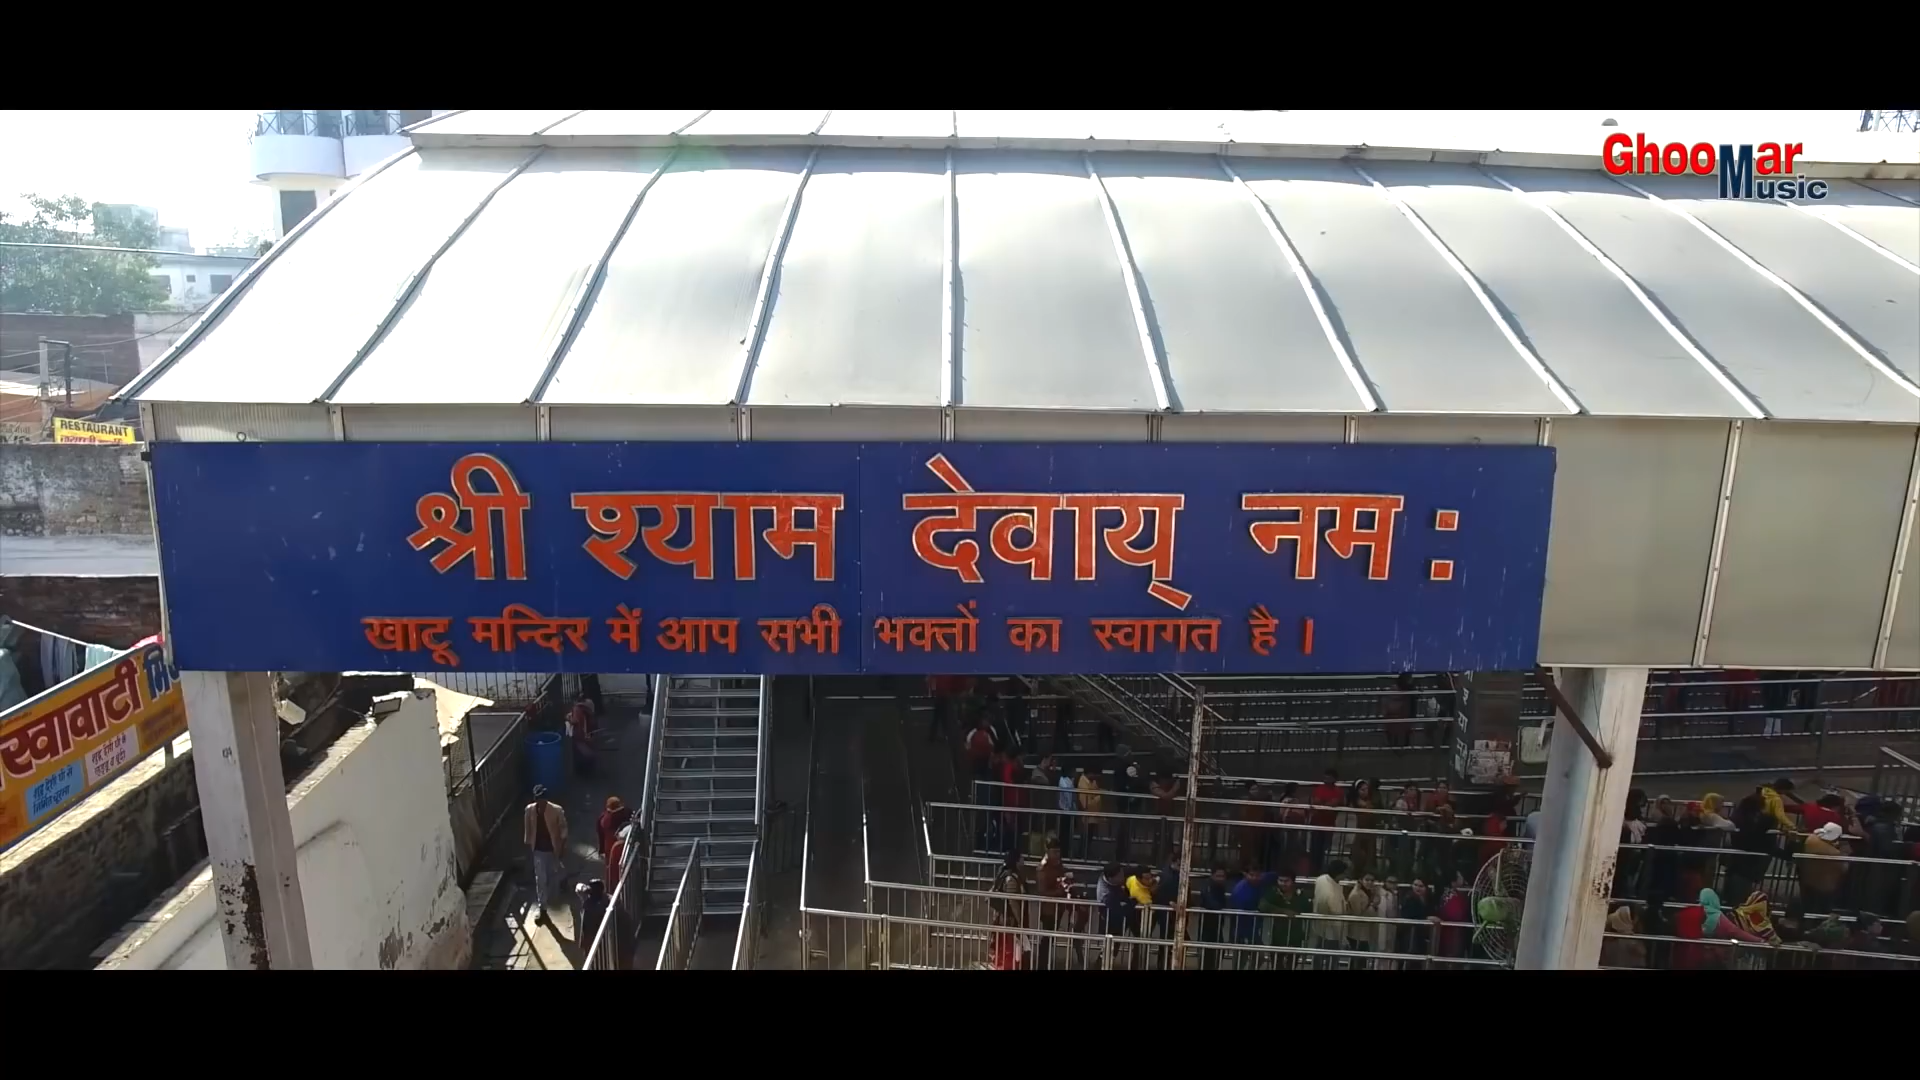 Ghoomar
Music
RESTAURANT
श्री श्याम देवाय् नम :
खाटू मन्दिर में आप सभी भक्तों का स्वागत है ।
खावाटी